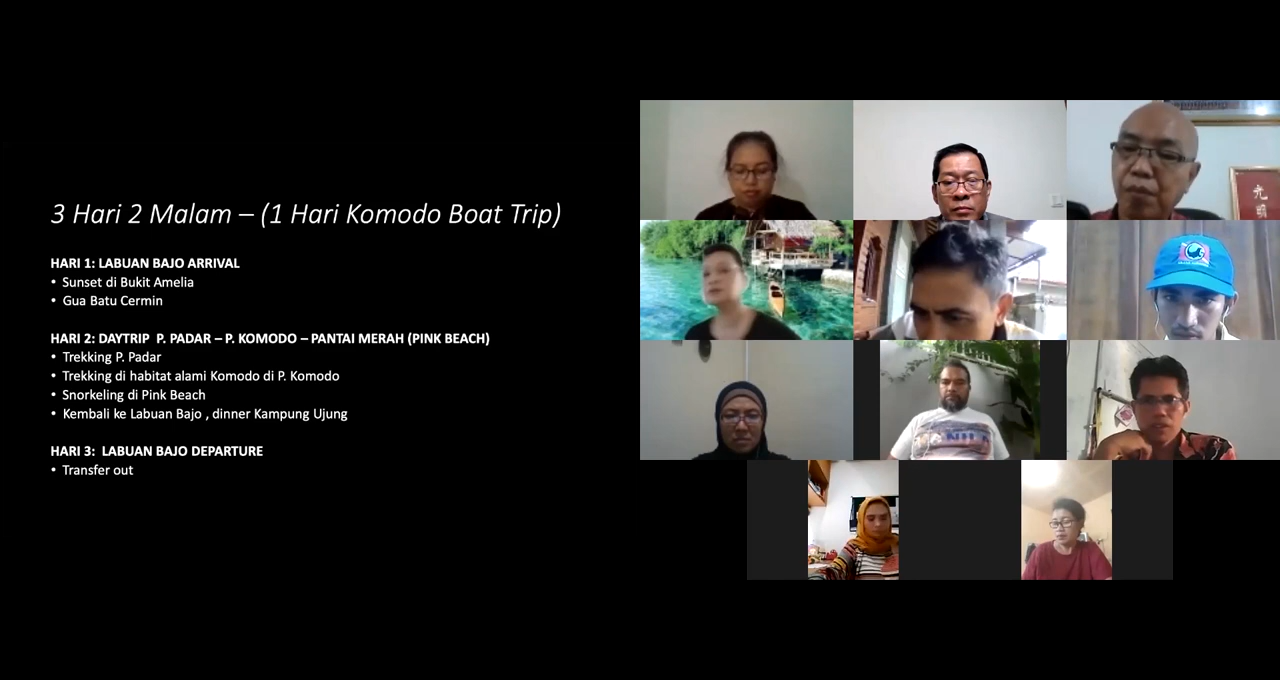 3 Hari 2 Malam – (1 Hari Komodo Boat Trip)
HARI 1: LABUAN BAJO ARRIVAL
• Sunset di Bukit Amelia
• Gua Batu Cermin
HARI 2: DAYTRIP P. PADAR – P. KOMODO – PANTAI MERAH (PINK BEACH)
• Trekking P. Padar
• Trekking di habitat alami Komodo di P. Komodo
• Snorkeling di Pink Beach
• Kembali ke Labuan Bajo , dinner Kampung Ujung
HARI 3: LABUAN BAJO DEPARTURE
• Transfer out